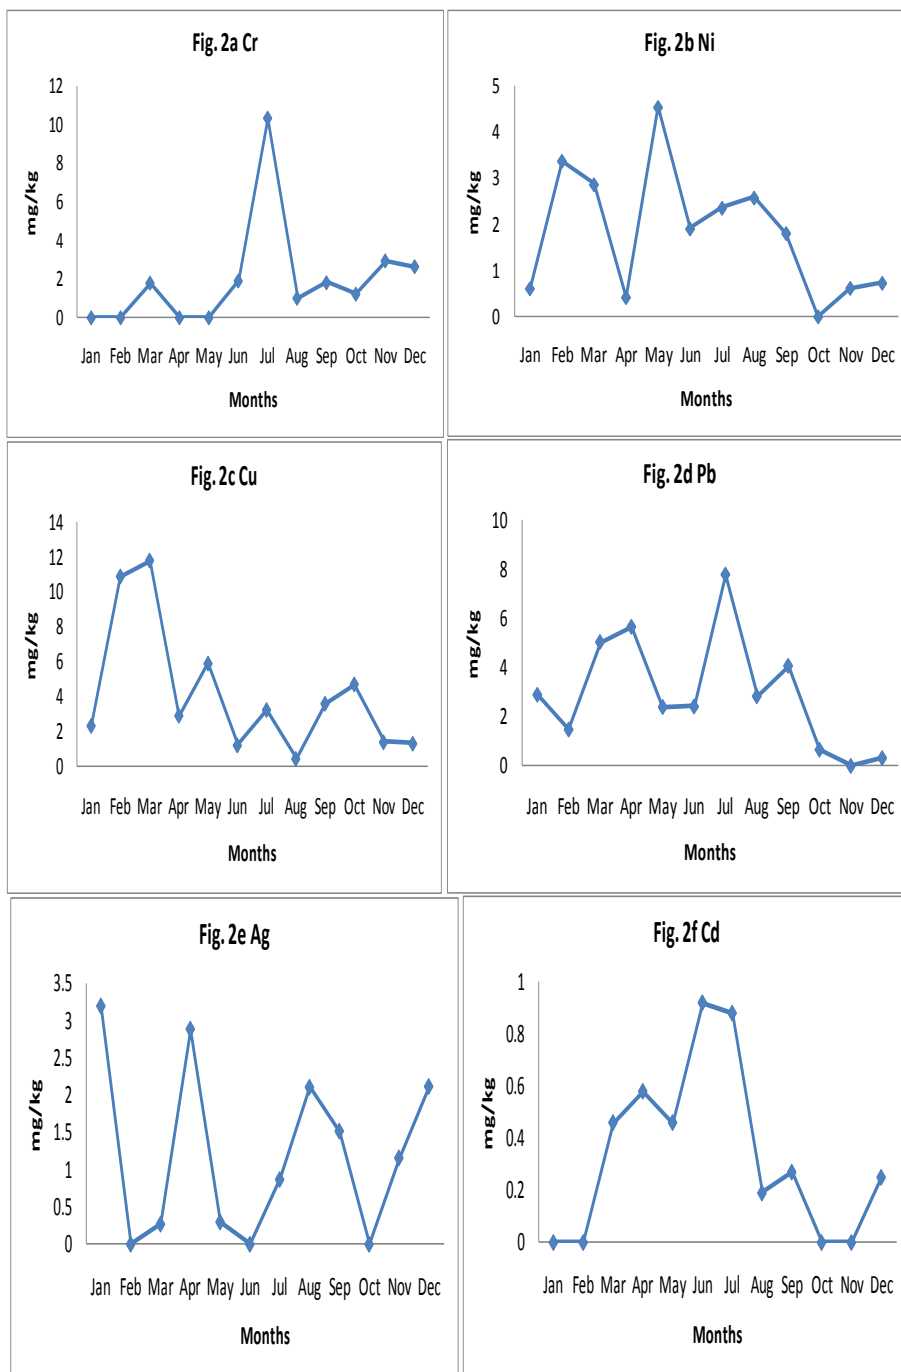 Fig. 2a Cr
12
10
8
6
4
2
0
mg/kg
Jan Feb Mar Apr May Jun Jul Aug Sep Oct Nov Dec
Months
Fig. 2b Ni
5
4
3
2
1
0
mg/kg
Jan Feb Mar Apr May Jun Jul Aug Sep Oct Nov Dec
Months
Fig. 2c Cu
14
12
10
8
6
4
2
0
mg/kg
Jan Feb Mar Apr May Jun Jul Aug Sep Oct Nov Dec
Months
Fig. 2d Pb
10
8
6
4
2
0
mg/kg
Jan Feb Mar Apr May Jun Jul Aug Sep Oct Nov Dec
Months
Fig. 2e Ag
3.5
3
2.5
2
1.5
1
0.5
0
mg/kg
Jan Feb Mar Apr May Jun Jul Aug Sep Oct Nov Dec
Months
Fig. 2f Cd
1
0.8
0.6
0.4
0.2
0
mg/kg
Jan Feb Mar Apr May Jun Jul Aug Sep Oct Nov Dec
Months